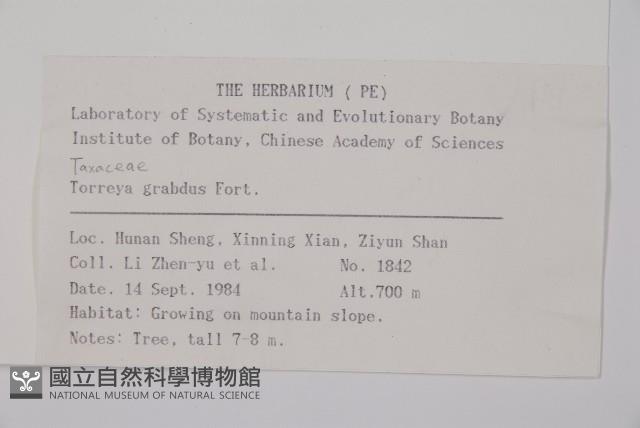 THE HERBARIUM ( PE)
Laboratory of Systematic and Evolutionary Botany
Institute of Botany, Chinese Academy of Sciences
Taxaceae
Torreya grabdus Fort.
Loc. Hunan Sheng, Xinning Xian, Ziyun Shan
Coll. Li Zhen-yu et al. No. 1842
Date. 14 Sept. 1984 Alt.700 m
Habitat: Growing on mountain slope.
Notes: Tree, tall 7-8 m.
國立自然科學博物館
NATIONAL MUSEUM OF NATURAL SCIENCE